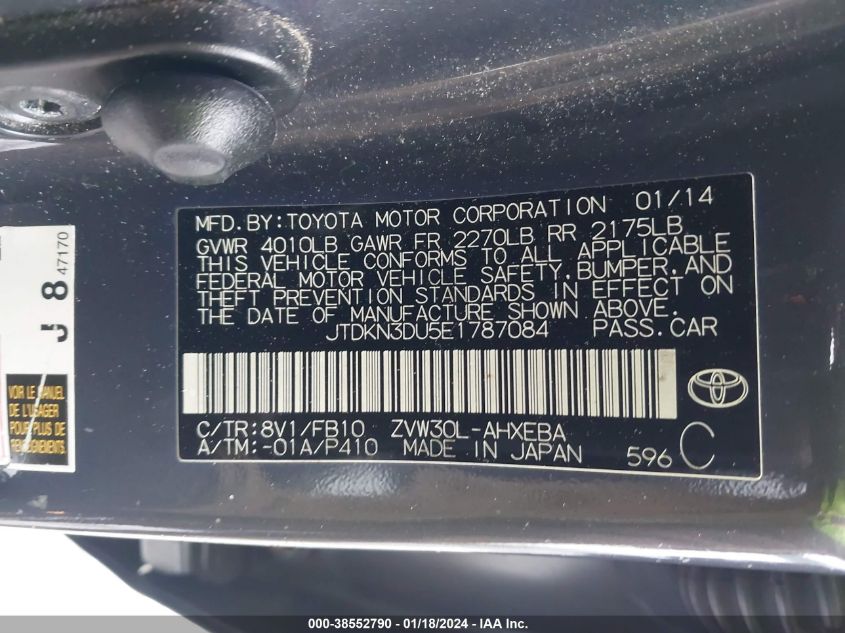 MFD. BY: TOYOTA MOTOR CORPORATION 01/14
GVWR 4010LB GAWR FR 2270LB RR 2175LB
THIS VEHICLE CONFORMS TO ALL APPLICABLE
FEDERAL MOTOR VEHICLE SAFETY, BUMPER, AND
THEFT PREVENTION STANDARDS IN EFFECT ON
THE DATE OF MANUFACTURE SHOWN ABOVE.
JTDKN3DU5E1787084 PASS. CAR
C/TR: 8V1/FB10 ZVW30L-AHXEBA
A/TM: -01A/P410 MADE IN JAPAN 596 C
8
47170
VOIR LE MANUEL
DE L'USAGER
POUR PLUS DE
RENSEIGNEMENTS.
000-38552790 - 01/18/2024 - IAA Inc.